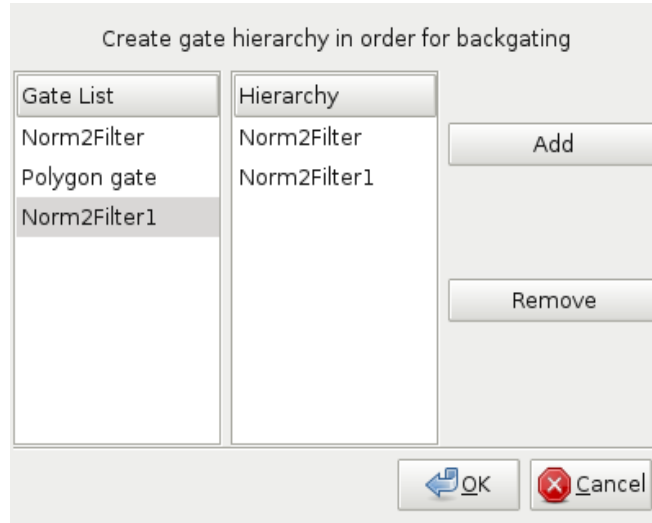 Create gate hierarchy in order for backgating
Gate List
Hierarchy
Norm2Filter
Polygon gate
Norm2Filter1
Norm2Filter
Norm2Filter1
Add
Remove
OK
Cancel